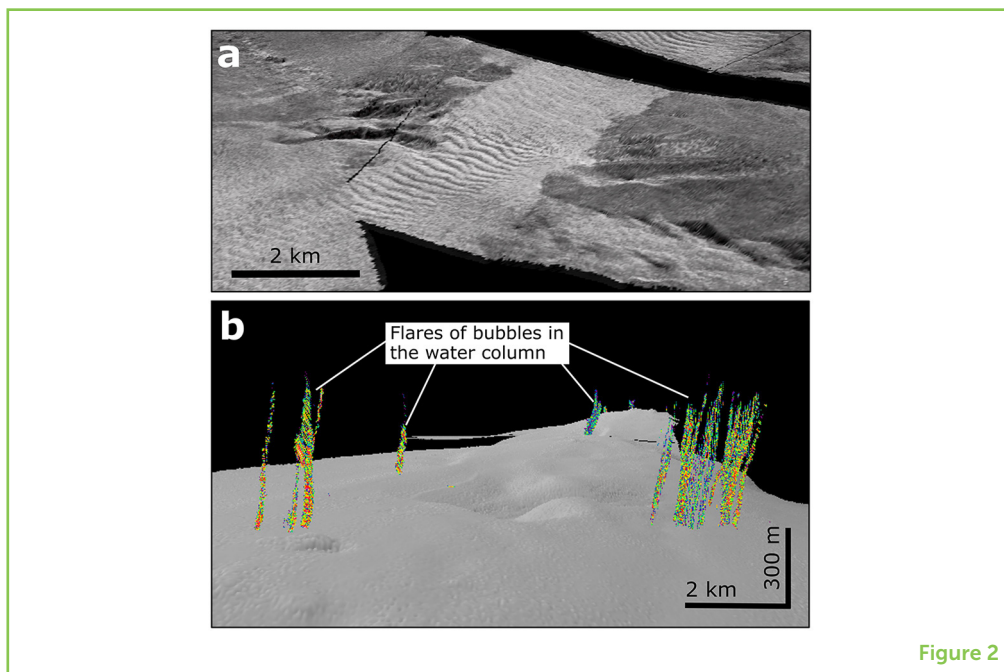 a
2 km
b
Flares of bubbles in
the water column
300 m
2 km
Figure 2